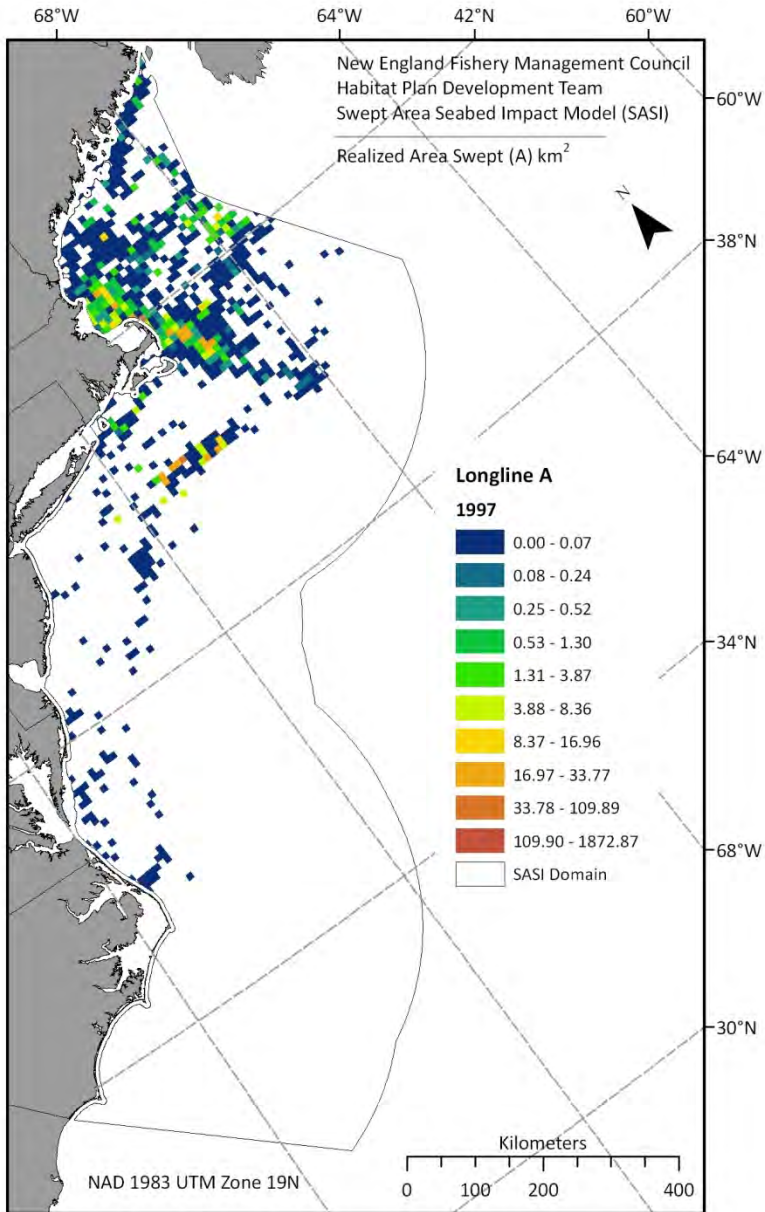 68°W 64°W 42°N 60°W
New England Fishery Management Council
Habitat Plan Development Team
Swept Area Seabed Impact Model (SASI)
Realized Area Swept (A) km²
60°W
N
38°N
64°W
Longline A
1997
0.00 - 0.07
0.08 - 0.24
0.25 - 0.52
0.53 - 1.30
1.31 - 3.87
3.88 - 8.36
8.37 - 16.96
16.97 - 33.77
33.78 - 109.89
109.90 - 1872.87
SASI Domain
34°N
68°W
30°N
Kilometers
0 100 200 300 400
NAD 1983 UTM Zone 19N